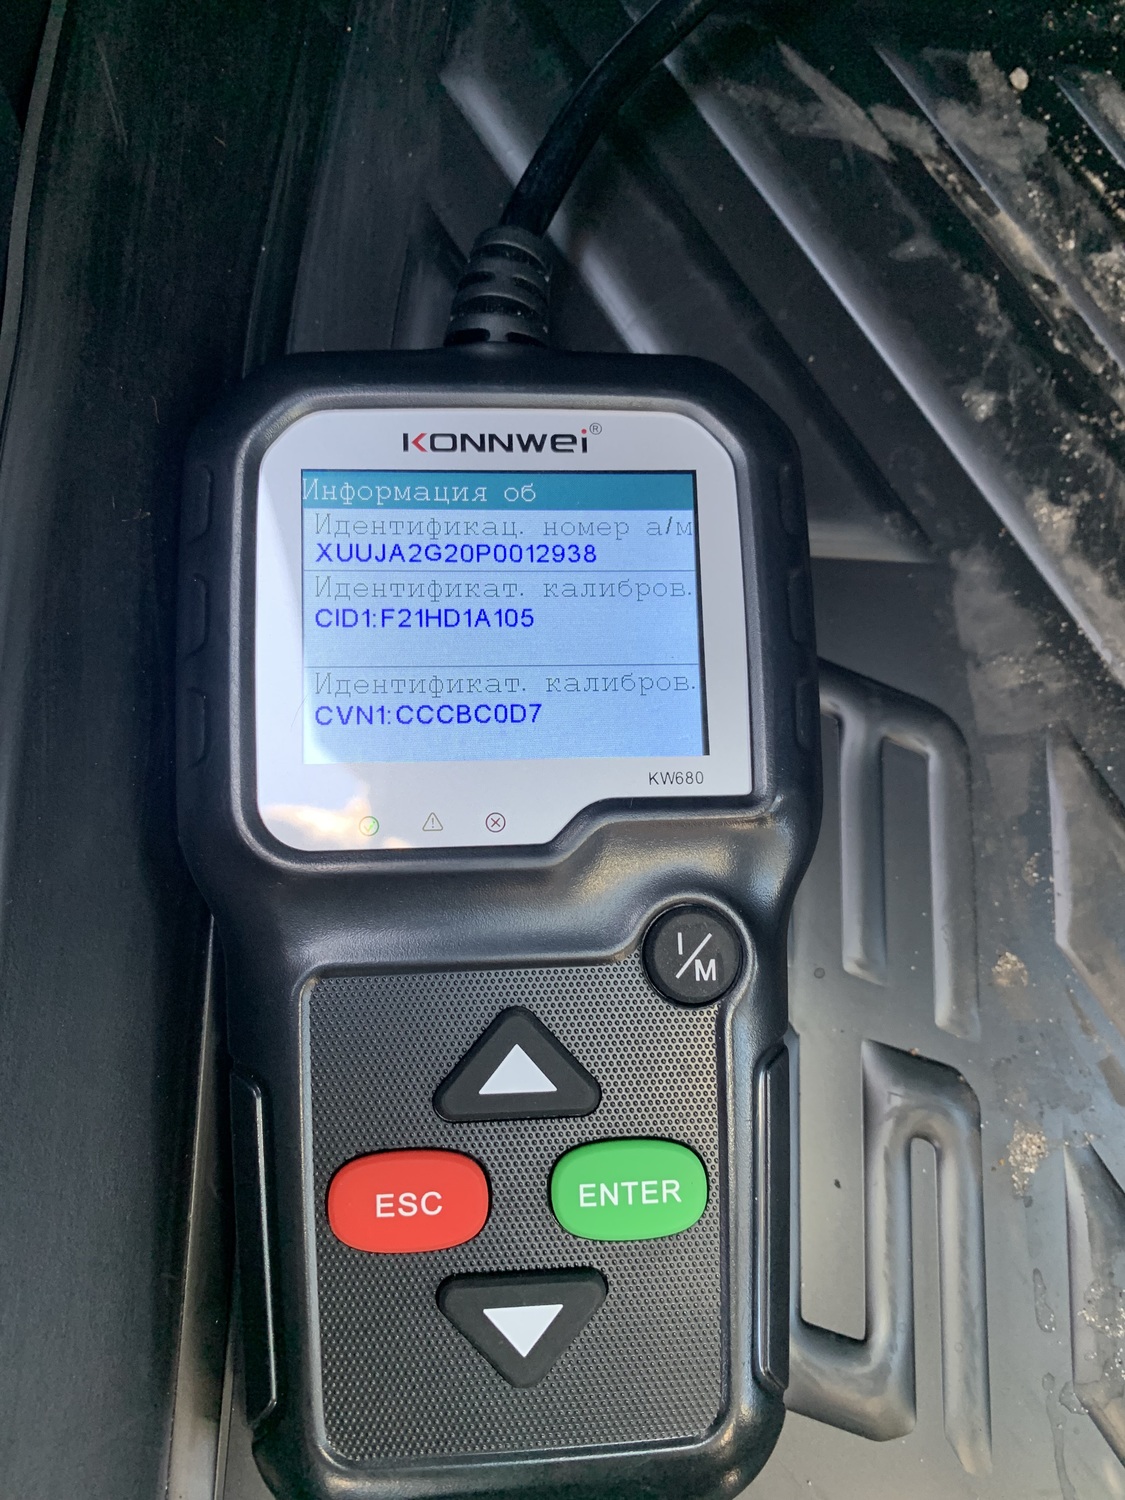 KONNWEI®
Информация об
Идентификац. номер а/м
XUUJA2G20P0012938
Идентификат. калибров.
CID1:F21HD1A105
Идентификат. калибров.
CVN1:CCCBC0D7
KW680
I/M
ESC
ENTER